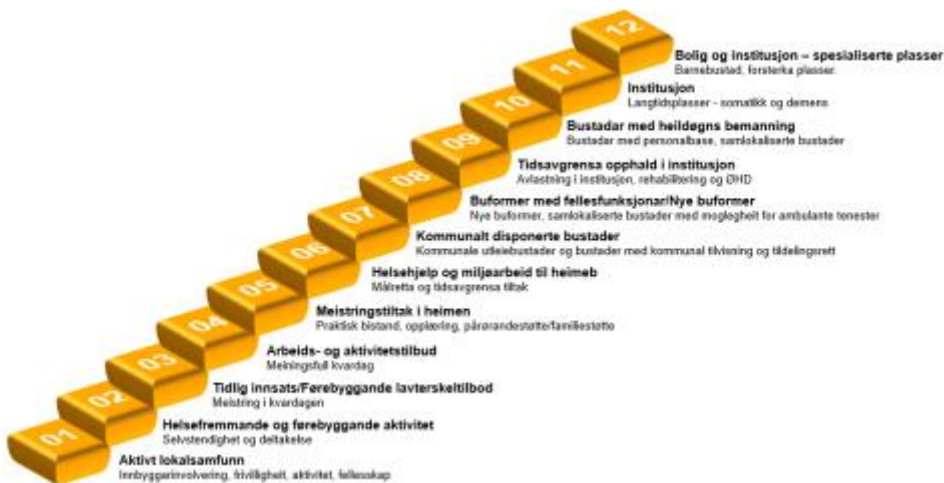 12
Bolig og institusjon – spesialiserte plasser
Barnebustad, forsterka plasser.
11
Institusjon
Langtidsplasser - somatikk og demens
10
Bustadar med heildøgns bemanning
Bustadar med personalbase, samlokaliserte bustader
09
Tidsavgrensa opphald i institusjon
Avlastning i institusjon, rehabilitering og ØHD
08
Buformer med fellesfunksjonar/Nye buformer
Nye buformer, samlokaliserte bustader med moglegheit for ambulante tenester
07
Kommunalt disponerte bustader
Kommunale utleiebustader og bustader med kommunal tilvisning og tildelingsrett
06
Helsehjelp og miljøarbeid til heimeb
Målretta og tidsavgrensa tiltak
05
Meistringstiltak i heimen
Praktisk bistand, opplæring, pårørandestøtte/familiestøtte
04
Arbeids- og aktivitetstilbud
Meiningsfull kvardag
03
Tidlig innsats/Førebyggande lavterskeltilbod
Meistring i kvardagen
02
Helsefremmande og førebyggande aktivitet
Selvstendighet og deltakelse
01
Aktivt lokalsamfunn
Innbyggarinvolvering, frivillighet, aktivitet, fellesskap